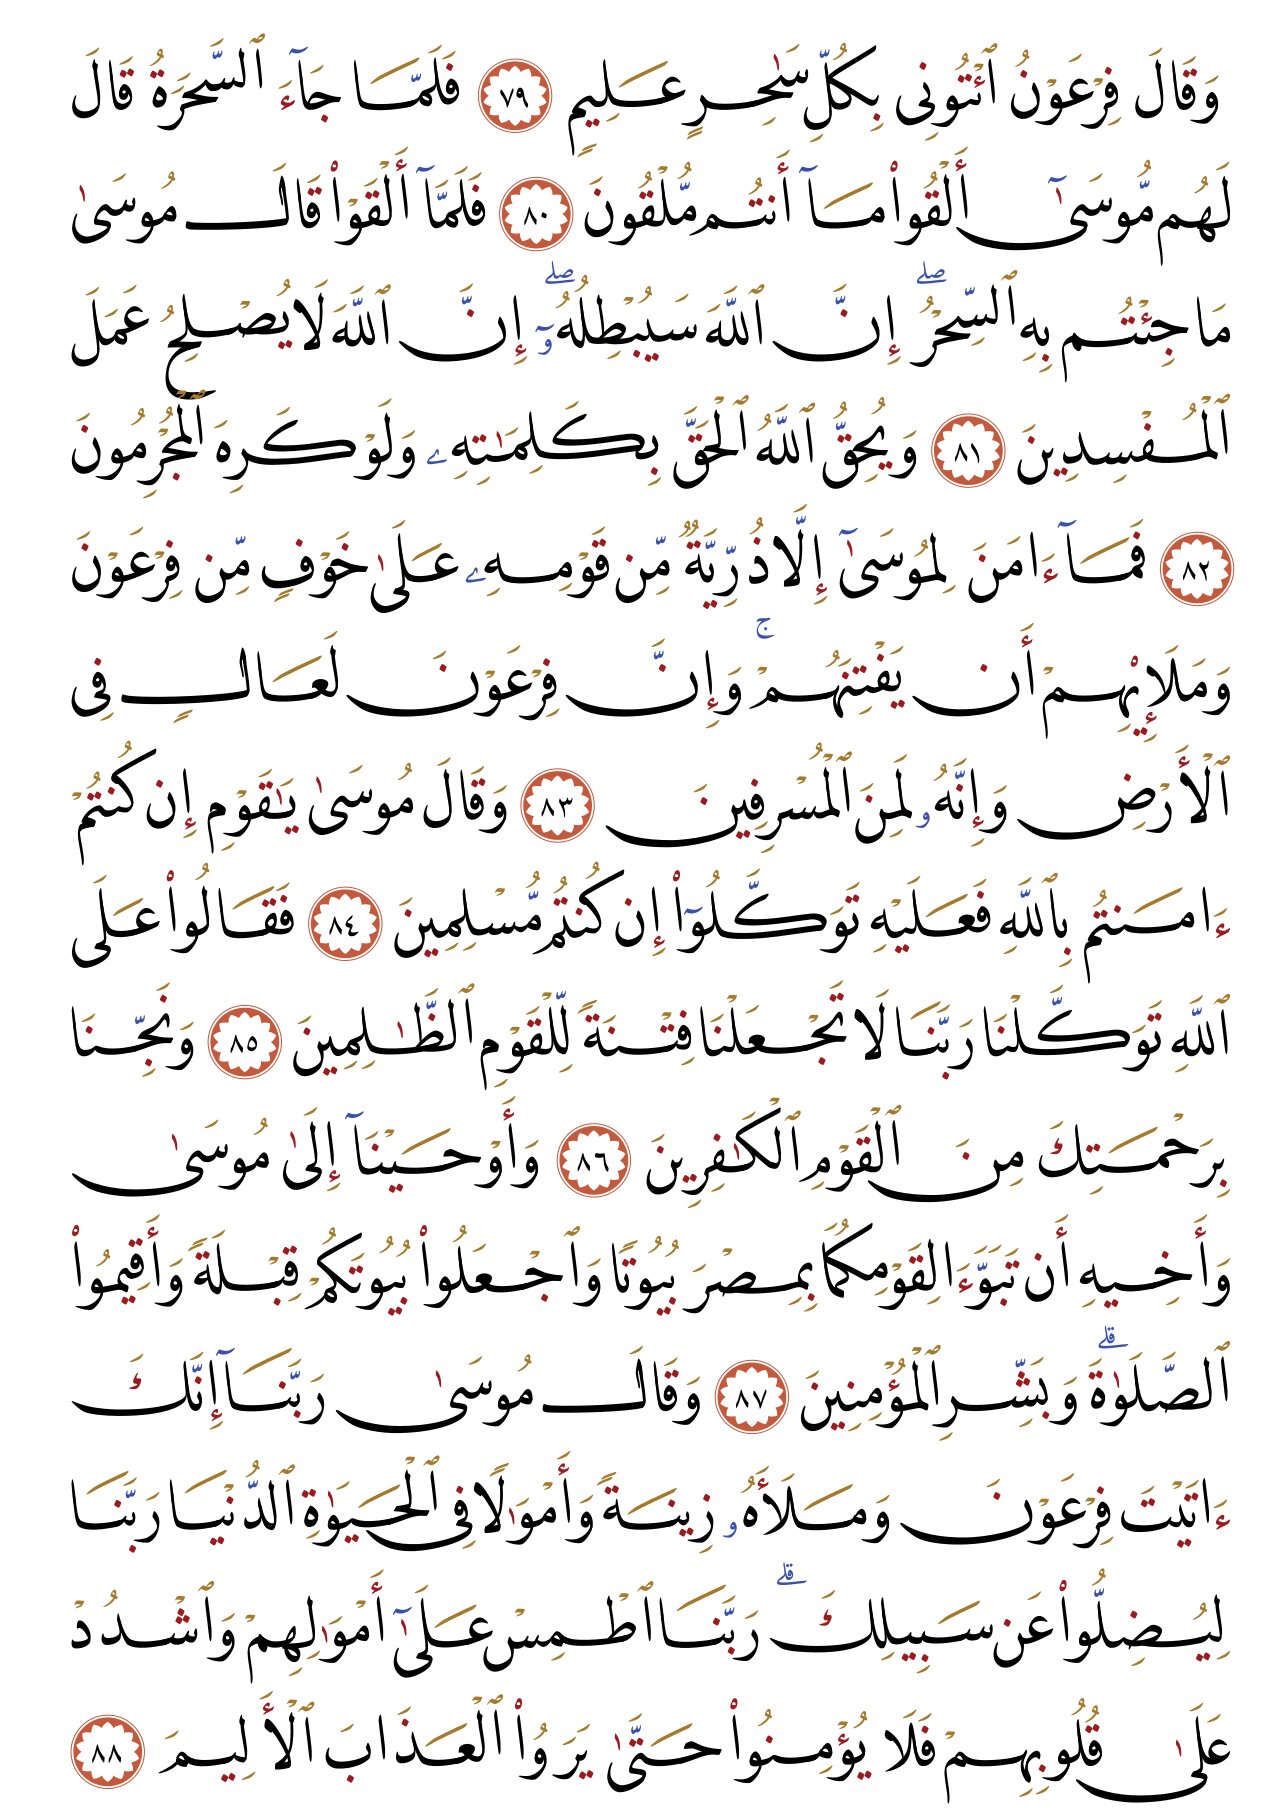 وَقَالَ فِرْعَوْنُ ٱئْتُونِى بِكُلِّ سَٰحِرٍ عَلِيمٍ ٧٩ فَلَمَّا جَآءَ ٱلسَّحَرَةُ قَالَ
لَهُم مُّوسَىٰٓ أَلْقُوا۟ مَآ أَنتُم مُّلْقُونَ ٨٠ فَلَمَّآ أَلْقَوْا۟ قَالَ مُوسَىٰ
مَا جِئْتُم بِهِ ٱلسِّحْرُ ۖ إِنَّ ٱللَّهَ سَيُبْطِلُهُۥٓ ۖ إِنَّ ٱللَّهَ لَا يُصْلِحُ عَمَلَ
ٱلْمُفْسِدِينَ ٨١ وَيُحِقُّ ٱللَّهُ ٱلْحَقَّ بِكَلِمَٰتِهِۦ وَلَوْ كَرِهَ ٱلْمُجْرِمُونَ
٨٢ فَمَآ ءَامَنَ لِمُوسَىٰٓ إِلَّا ذُرِّيَّةٌ مِّن قَوْمِهِۦ عَلَىٰ خَوْفٍ مِّن فِرْعَوْنَ
وَمَلَإِي۟هِمْ أَن يَفْتِنَهُمْ ۚ وَإِنَّ فِرْعَوْنَ لَعَالٍ فِى
ٱلْأَرْضِ وَإِنَّهُۥ لَمِنَ ٱلْمُسْرِفِينَ ٨٣ وَقَالَ مُوسَىٰ يَٰقَوْمِ إِن كُنتُمْ
ءَامَنتُم بِٱللَّهِ فَعَلَيْهِ تَوَكَّلُوٓا۟ إِن كُنتُم مُّسْلِمِينَ ٨٤ فَقَالُوا۟ عَلَى
ٱللَّهِ تَوَكَّلْنَا رَبَّنَا لَا تَجْعَلْنَا فِتْنَةً لِّلْقَوْمِ ٱلظَّٰلِمِينَ ٨٥ وَنَجِّنَا
بِرَحْمَتِكَ مِنَ ٱلْقَوْمِ ٱلْكَٰفِرِينَ ٨٦ وَأَوْحَيْنَآ إِلَىٰ مُوسَىٰ
وَأَخِيهِ أَن تَبَوَّءَا لِقَوْمِكُمَا بِمِصْرَ بُيُوتًا وَٱجْعَلُوا۟ بُيُوتَكُمْ قِبْلَةً وَأَقِيمُوا۟
ٱلصَّلَوٰةَ ۗ وَبَشِّرِ ٱلْمُؤْمِنِينَ ٨٧ وَقَالَ مُوسَىٰ رَبَّنَآ إِنَّكَ
ءَاتَيْتَ فِرْعَوْنَ وَمَلَأَهُۥ زِينَةً وَأَمْوَٰلًا فِى ٱلْحَيَوٰةِ ٱلدُّنْيَا رَبَّنَا
لِيُضِلُّوا۟ عَن سَبِيلِكَ ۗ رَبَّنَا ٱطْمِسْ عَلَىٰٓ أَمْوَٰلِهِمْ وَٱشْدُدْ
عَلَىٰ قُلُوبِهِمْ فَلَا يُؤْمِنُوا۟ حَتَّىٰ يَرَوُا۟ ٱلْعَذَابَ ٱلْأَلِيمَ ٨٨